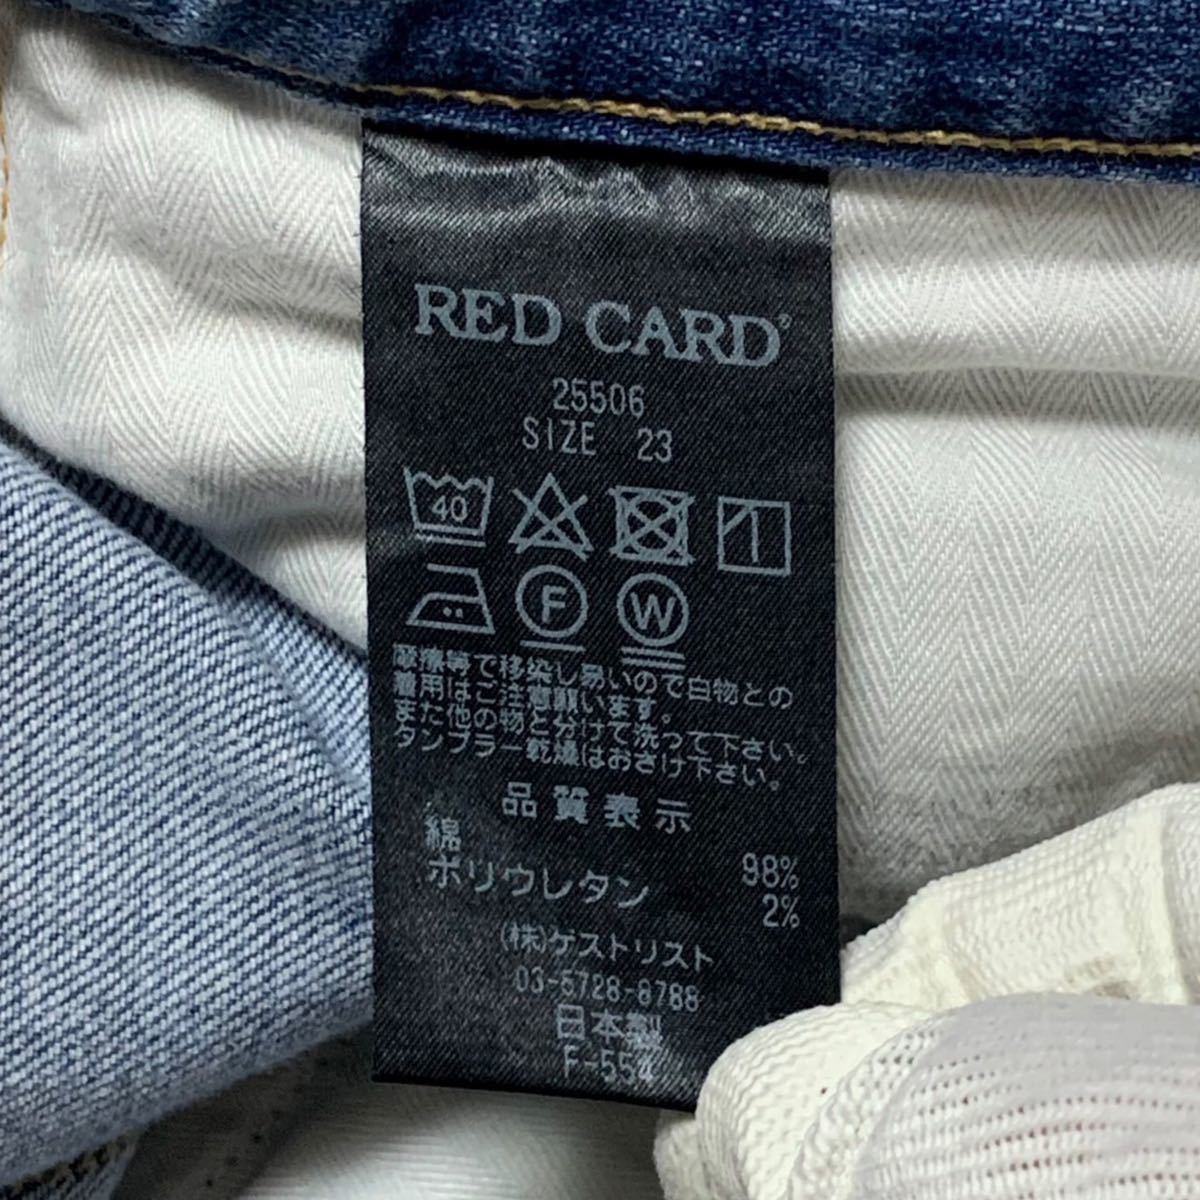 RED CARD®
25506
SIZE 23
40
F
W
摩擦等で移染し易いので白物との
着用はご注意願います。
また他の物と分けて洗って下さい。
タンブラー乾燥はおさけ下さい。
品質表示
綿 98%
ポリウレタン 2%
(株)ゲストリスト
03-5728-8788
日本製
F-554